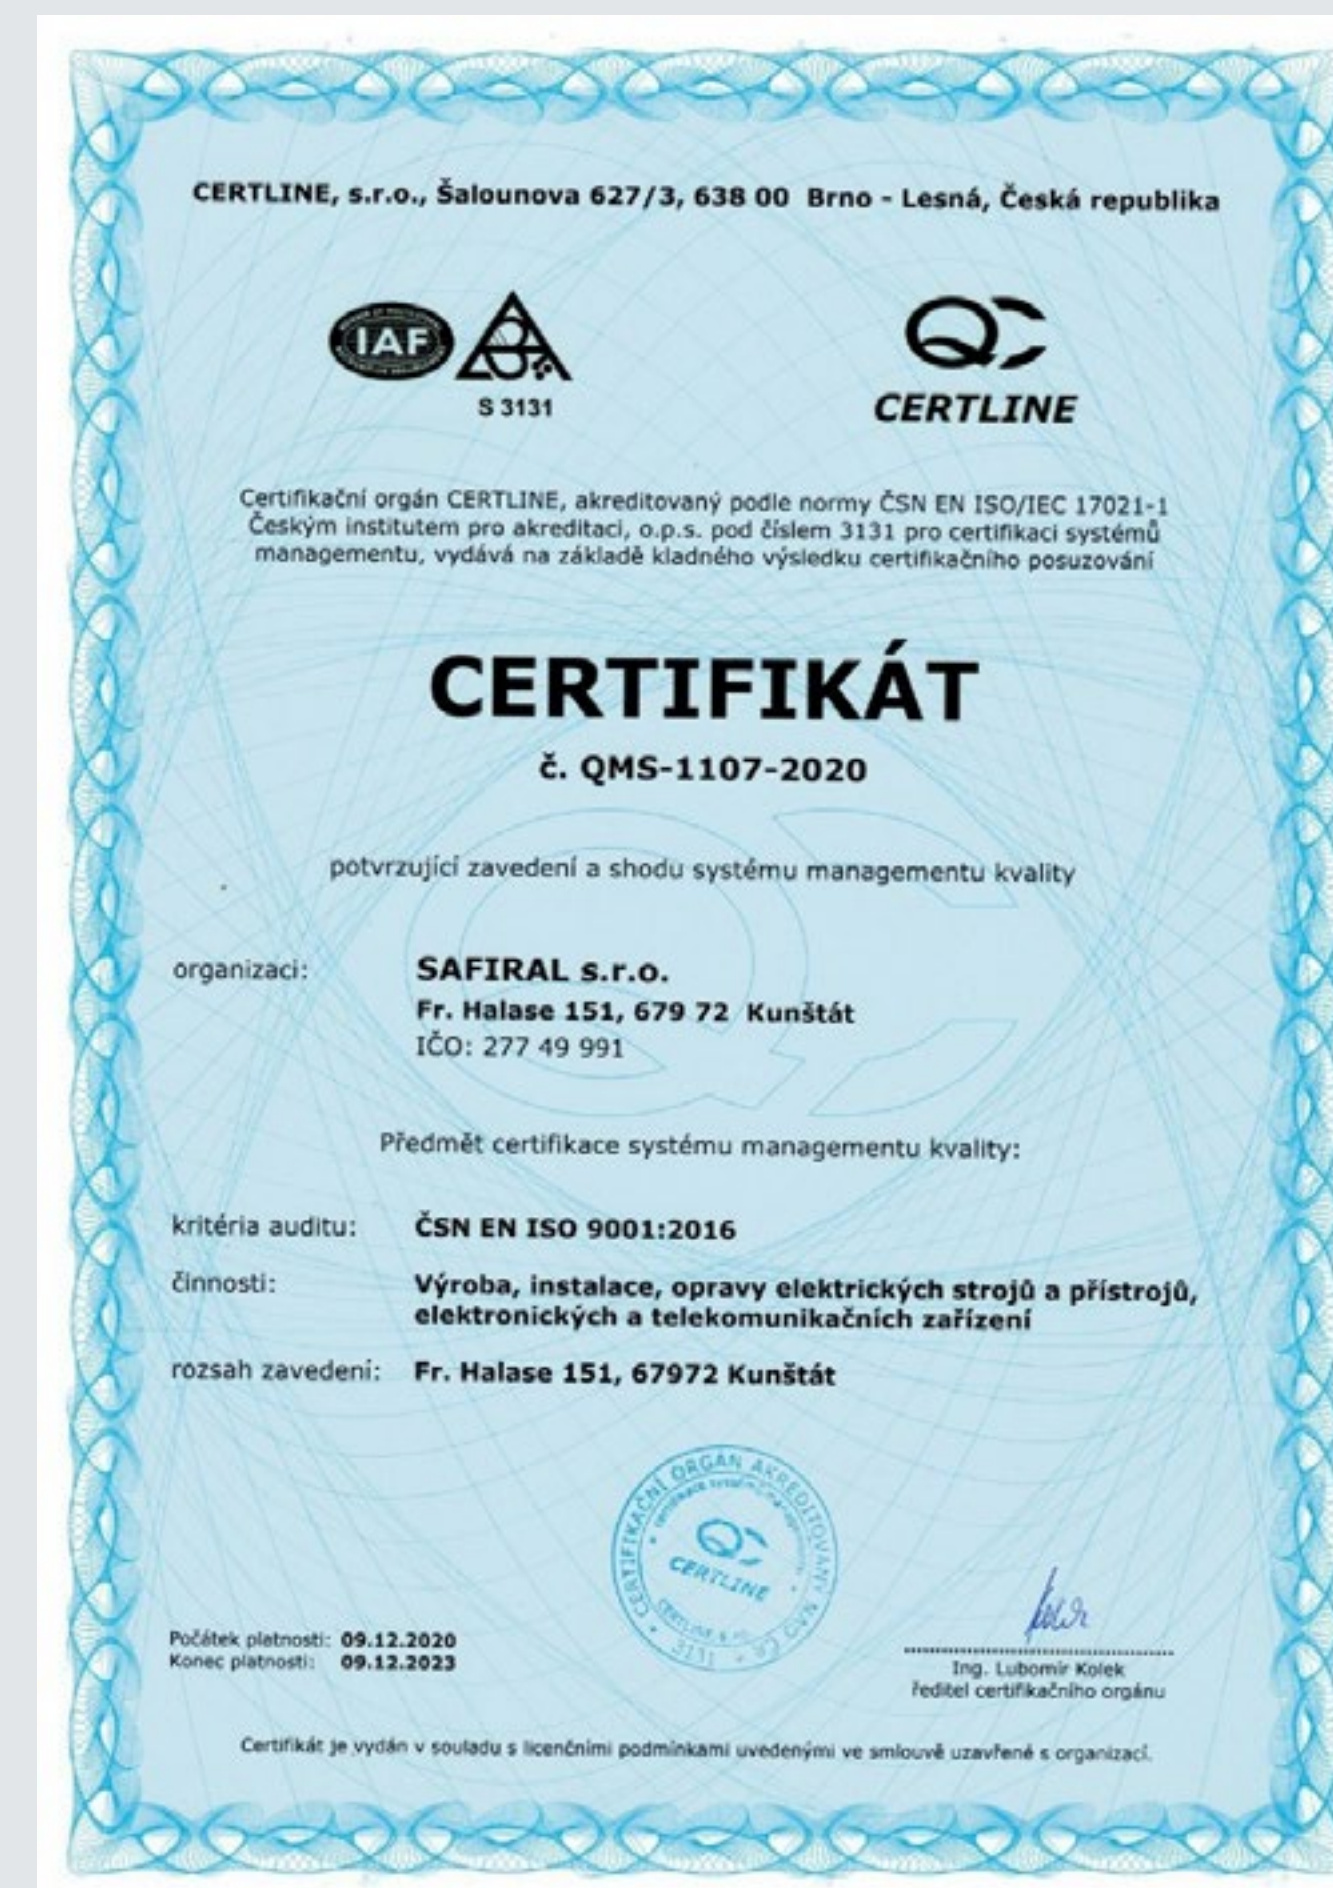 CERTLINE, s.r.o., Šalounova 627/3, 638 00 Brno - Lesná, Česká republika
IAF
S 3131
QC
CERTLINE
Certifikační orgán CERTLINE, akreditovaný podle normy ČSN EN ISO/IEC 17021-1
Českým institutem pro akreditaci, o.p.s. pod číslem 3131 pro certifikaci systémů
managementu, vydává na základě kladného výsledku certifikačního posuzování
CERTIFIKÁT
č. QMS-1107-2020
potvrzující zavedení a shodu systému managementu kvality
organizaci: SAFIRAL s.r.o.
Fr. Halase 151, 679 72 Kunštát
IČO: 277 49 991
Předmět certifikace systému managementu kvality:
kritéria auditu: ČSN EN ISO 9001:2016
činnosti: Výroba, instalace, opravy elektrických strojů a přístrojů,
elektronických a telekomunikačních zařízení
rozsah zavedení: Fr. Halase 151, 67972 Kunštát
CERTIFIKAČNÍ ORGÁN AKREDITOVANÝ
QC
CERTLINE
3131
Počátek platnosti: 09.12.2020
Konec platnosti: 09.12.2023
Ing. Lubomír Kolek
ředitel certifikačního orgánu
Certifikát je vydán v souladu s licenčními podmínkami uvedenými ve smlouvě uzavřené s organizací.